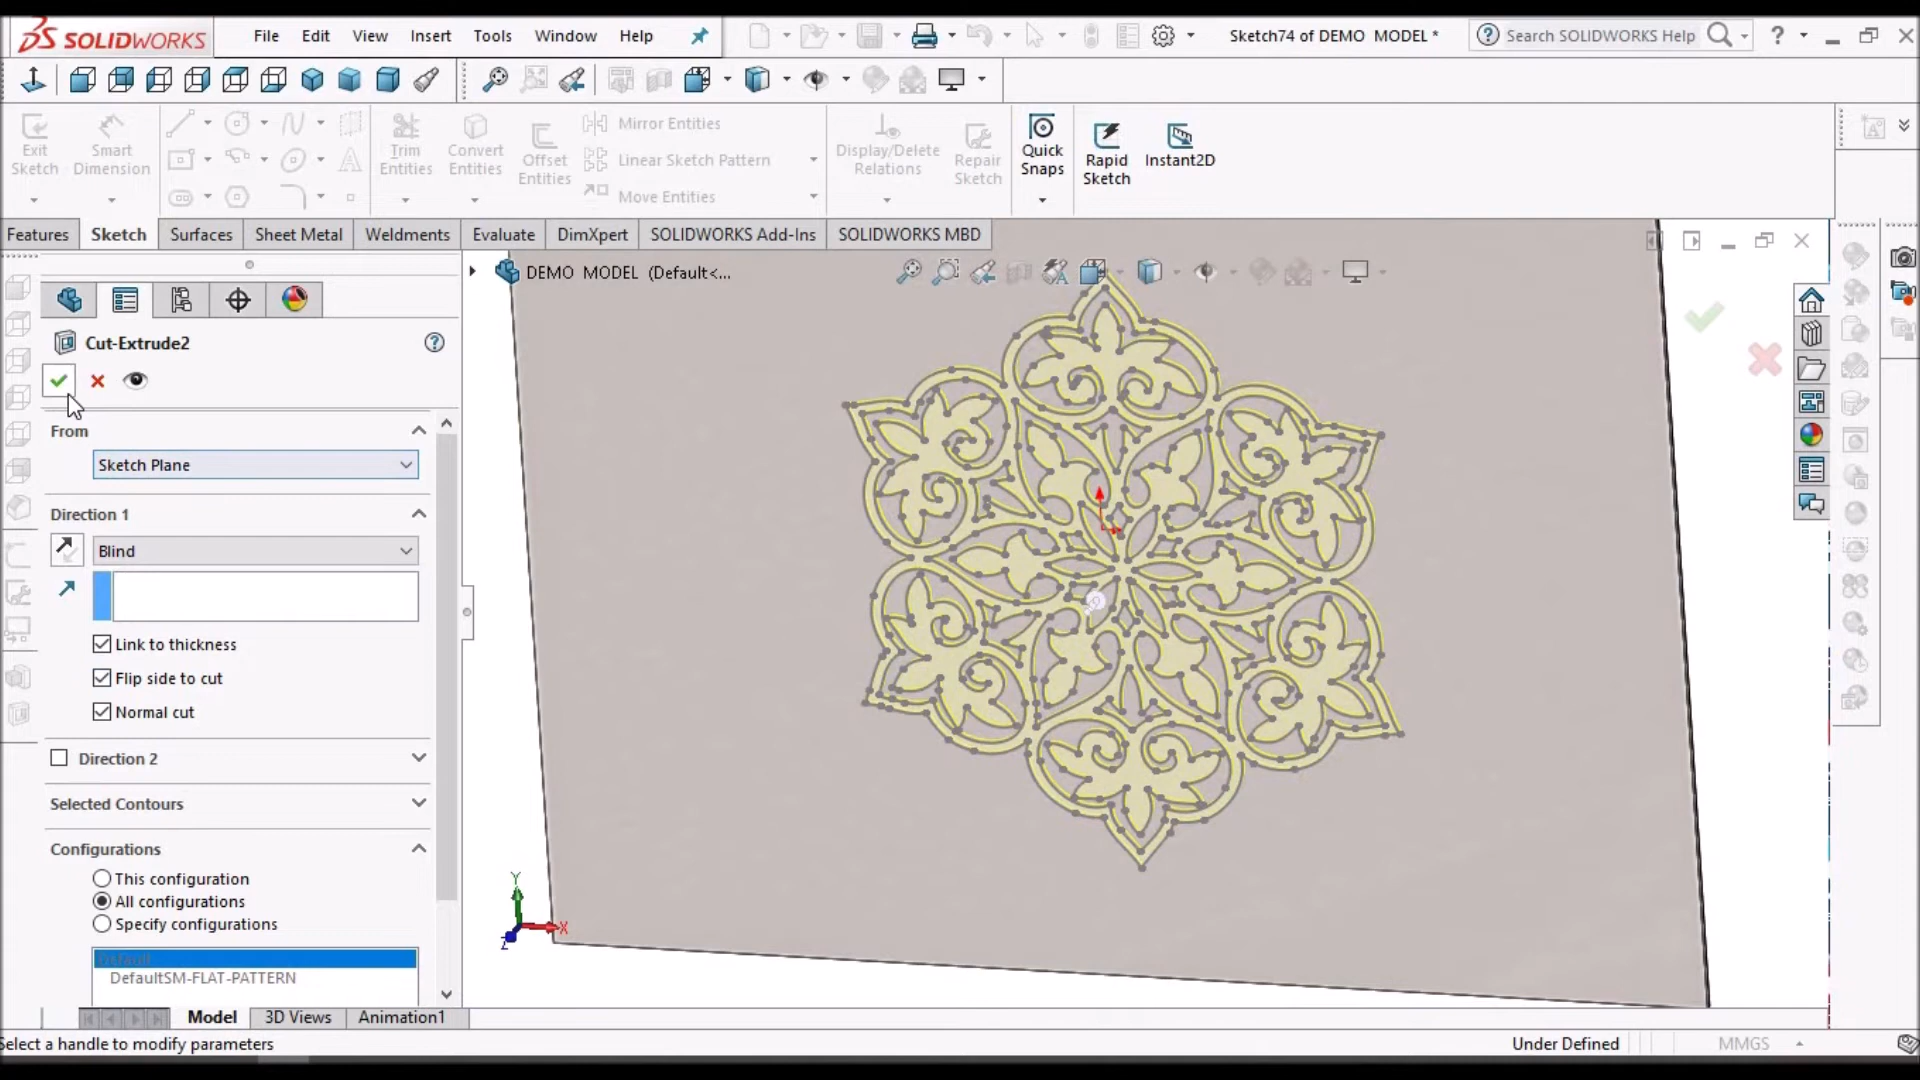 SOLIDWORKS
File Edit View Insert Tools Window Help
Sketch74 of DEMO MODEL *
Search SOLIDWORKS Help
Exit Sketch
Smart Dimension
Trim Entities
Convert Entities
Offset Entities
Mirror Entities
Linear Sketch Pattern
Move Entities
Display/Delete Relations
Repair Sketch
Quick Snaps
Rapid Sketch
Instant2D
Features Sketch Surfaces Sheet Metal Weldments Evaluate DimXpert SOLIDWORKS Add-Ins SOLIDWORKS MBD
DEMO MODEL (Default<...
Cut-Extrude2
From
Sketch Plane
Direction 1
Blind
Link to thickness
Flip side to cut
Normal cut
Direction 2
Selected Contours
Configurations
This configuration
All configurations
Specify configurations
Default
DefaultSM-FLAT-PATTERN
Y
X
Z
Model 3D Views Animation1
Select a handle to modify parameters
Under Defined
MMGS